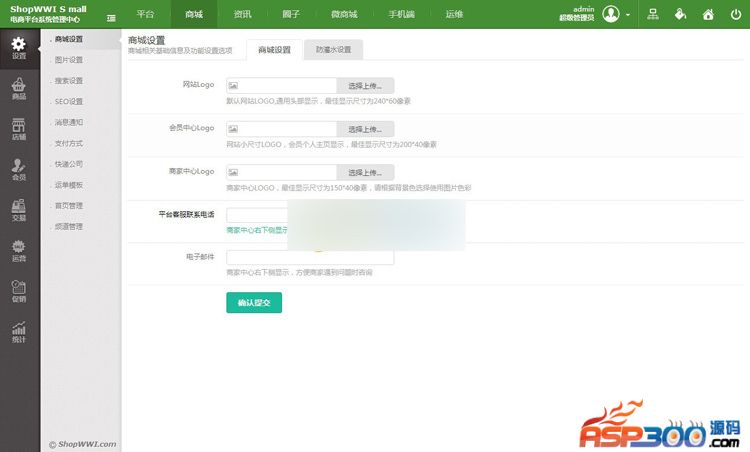 ShopWWI S mall
电商平台系统管理中心
平台
商城
资讯
圈子
微商城
手机端
运维
admin
超级管理员
设置
商品
店铺
会员
交易
运营
促销
统计
商城设置
图片设置
搜索设置
SEO设置
消息通知
支付方式
快递公司
运单模板
首页管理
频道管理
© ShopWWI.com
商城设置
商城相关基础信息及功能设置选项
商城设置
防灌水设置
网站Logo
选择上传...
默认网站LOGO,通用头部显示，最佳显示尺寸为240*60像素
会员中心Logo
选择上传...
网站小尺寸LOGO，会员个人主页显示，最佳显示尺寸为200*40像素
商家中心Logo
选择上传...
商家中心LOGO，最佳显示尺寸为150*40像素，请根据背景色选择使用图片色彩
平台客服联系电话
商家中心右下侧显示
电子邮件
商家中心右下侧显示，方便商家遇到问题时咨询
确认提交
ASP300源码
.com